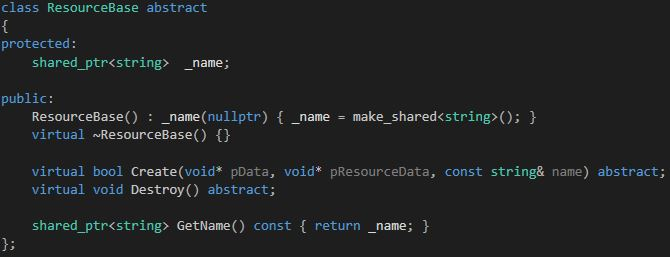 class ResourceBase abstract
{
protected:
    shared_ptr<string>  _name;

public:
    ResourceBase() : _name(nullptr) { _name = make_shared<string>(); }
    virtual ~ResourceBase() {}

    virtual bool Create(void* pData, void* pResourceData, const string& name) abstract;
    virtual void Destroy() abstract;

    shared_ptr<string> GetName() const { return _name; }
};